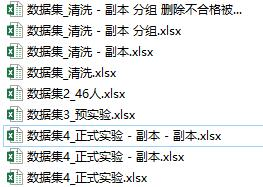 数据集_清洗 - 副本 分组 删除不合格被...
数据集_清洗 - 副本 分组.xlsx
数据集_清洗 - 副本.xlsx
数据集_清洗.xlsx
数据集2_46人.xlsx
数据集3_预实验.xlsx
数据集4_正式实验 - 副本 - 副本.xlsx
数据集4_正式实验 - 副本.xlsx
数据集4_正式实验.xlsx